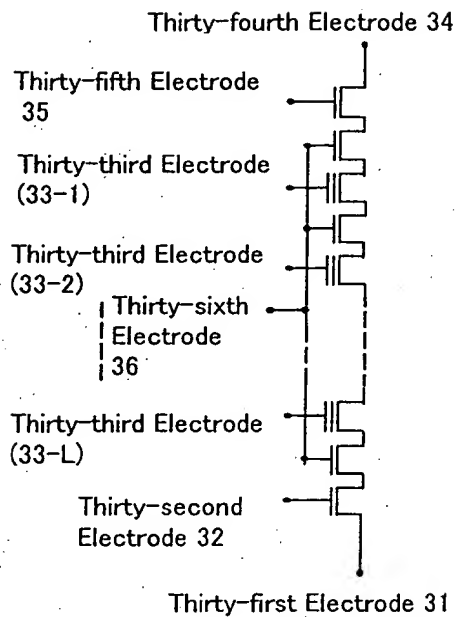 Thirty-fourth Electrode 34
Thirty-fifth Electrode
35
Thirty-third Electrode
(33-1)
Thirty-third Electrode
(33-2)
Thirty-sixth
Electrode
36
Thirty-third Electrode
(33-L)
Thirty-second
Electrode 32
Thirty-first Electrode 31